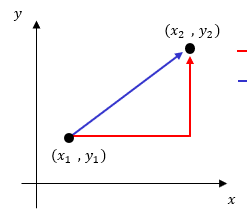 y
(x₂ , y₂)
(x₁ , y₁)
x